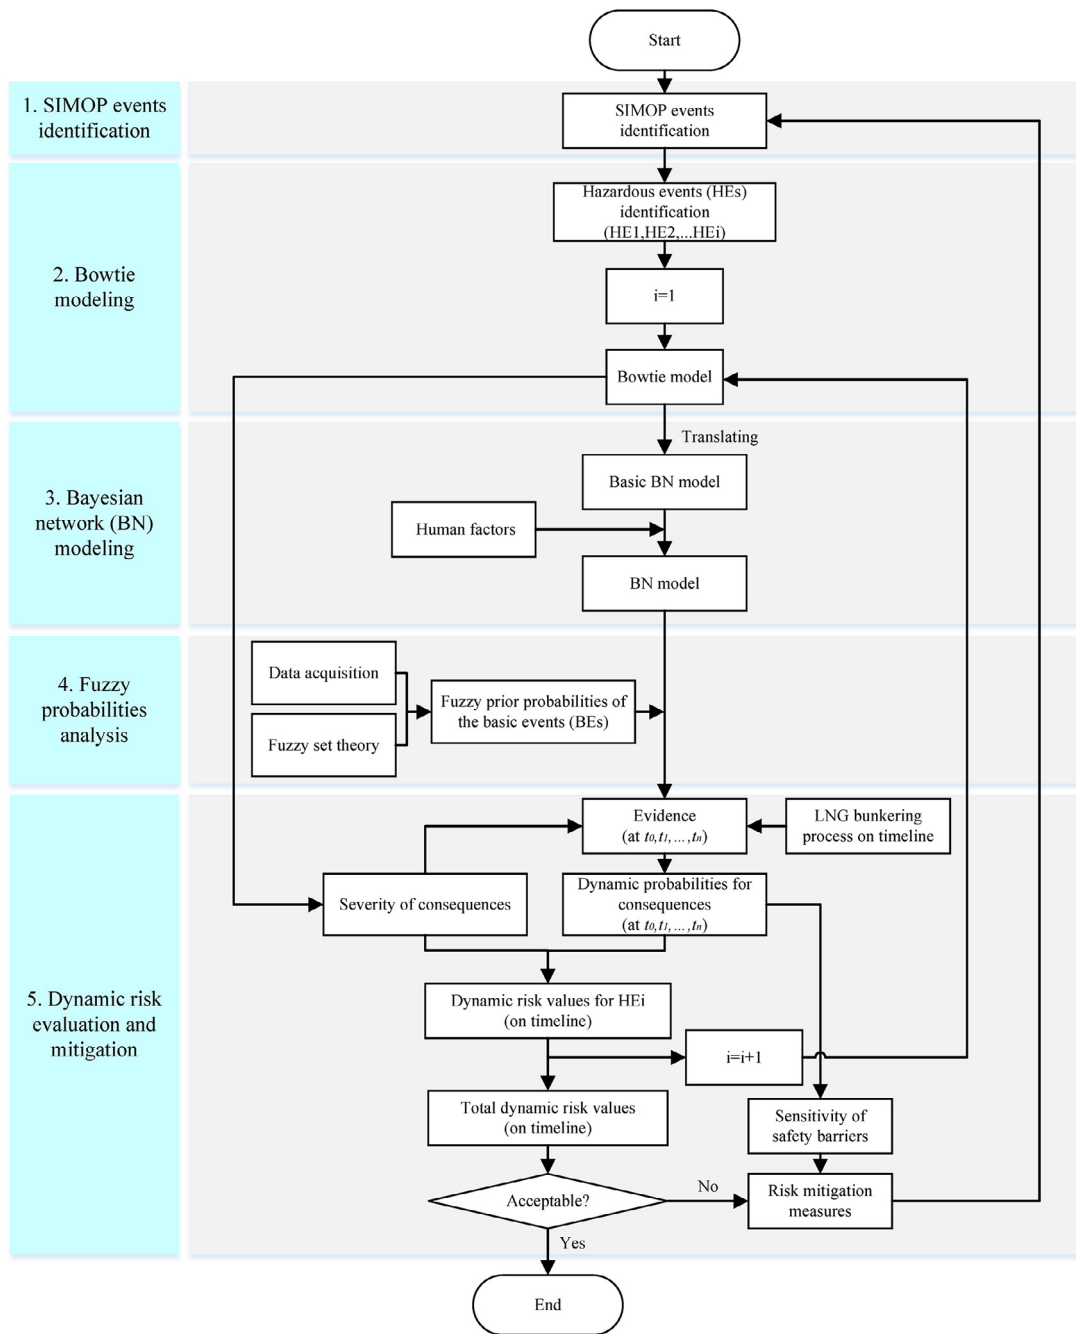 Start
1. SIMOP events
identification
SIMOP events
identification
2. Bowtie
modeling
Hazardous events (HEs)
identification
(HE1,HE2,...HEi)
i=1
Bowtie model
Translating
3. Bayesian
network (BN)
modeling
Basic BN model
Human factors
BN model
4. Fuzzy
probabilities
analysis
Data acquisition
Fuzzy set theory
Fuzzy prior probabilities of
the basic events (BEs)
5. Dynamic risk
evaluation and
mitigation
Evidence
(at t0,t1,...,tn)
LNG bunkering
process on timeline
Severity of consequences
Dynamic probabilities for
consequences
(at t0,t1,...,tn)
Dynamic risk values for HEi
(on timeline)
i=i+1
Total dynamic risk values
(on timeline)
Sensitivity of
safety barriers
Acceptable?
No
Risk mitigation
measures
Yes
End